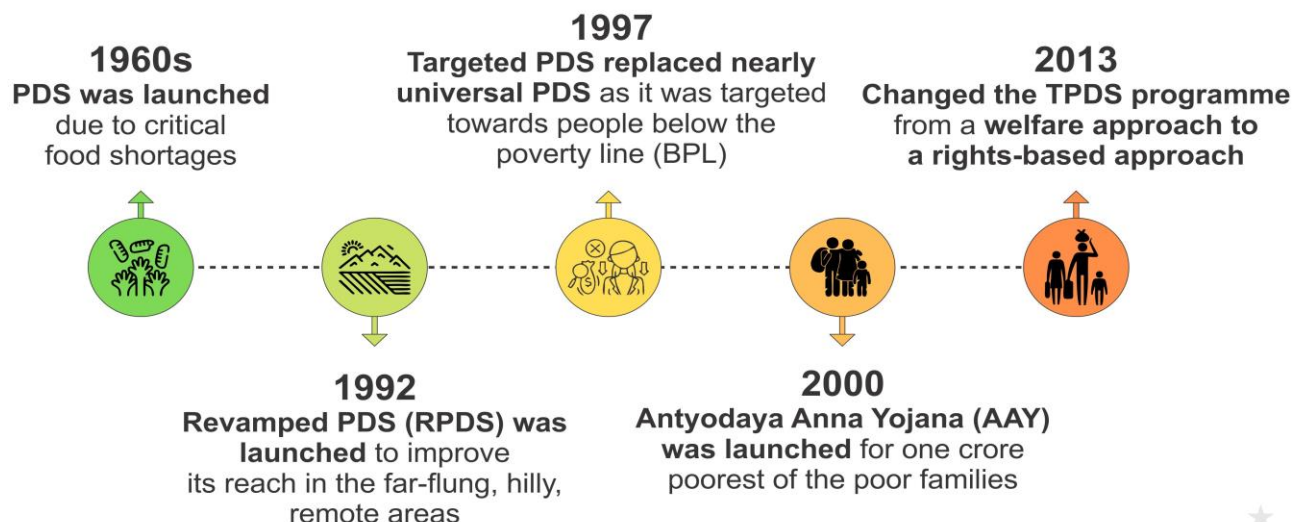 1960s
PDS was launched
due to critical
food shortages
1992
Revamped PDS (RPDS) was
launched to improve
its reach in the far-flung, hilly,
remote areas
1997
Targeted PDS replaced nearly
universal PDS as it was targeted
towards people below the
poverty line (BPL)
2000
Antyodaya Anna Yojana (AAY)
was launched for one crore
poorest of the poor families
2013
Changed the TPDS programme
from a welfare approach to
a rights-based approach